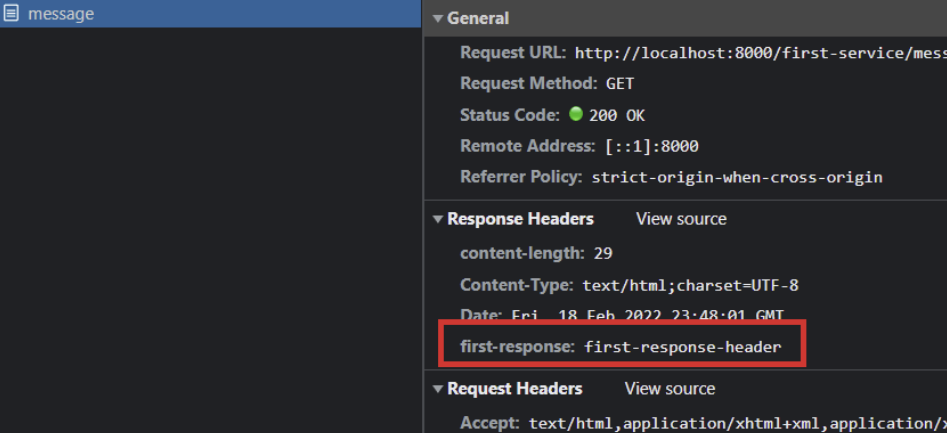 message
General
Request URL: http://localhost:8000/first-service/mess
Request Method: GET
Status Code: 200 OK
Remote Address: [::1]:8000
Referrer Policy: strict-origin-when-cross-origin
Response Headers View source
content-length: 29
Content-Type: text/html;charset=UTF-8
Date: Fri, 18 Feb 2022 23:48:01 GMT
first-response: first-response-header
Request Headers View source
Accept: text/html,application/xhtml+xml,application/x